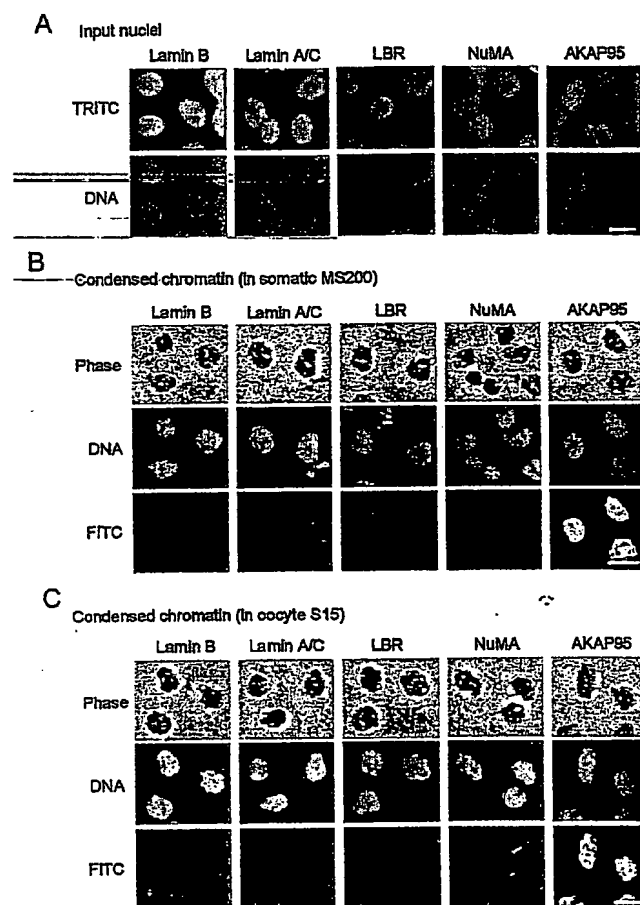 A
Input nuclei
Lamin B Lamin A/C LBR NuMA AKAP95
TRITC
DNA
B
Condensed chromatin (in somatic MS200)
Lamin B Lamin A/C LBR NuMA AKAP95
Phase
DNA
FITC
C
Condensed chromatin (in oocyte S15)
Lamin B Lamin A/C LBR NuMA AKAP95
Phase
DNA
FITC